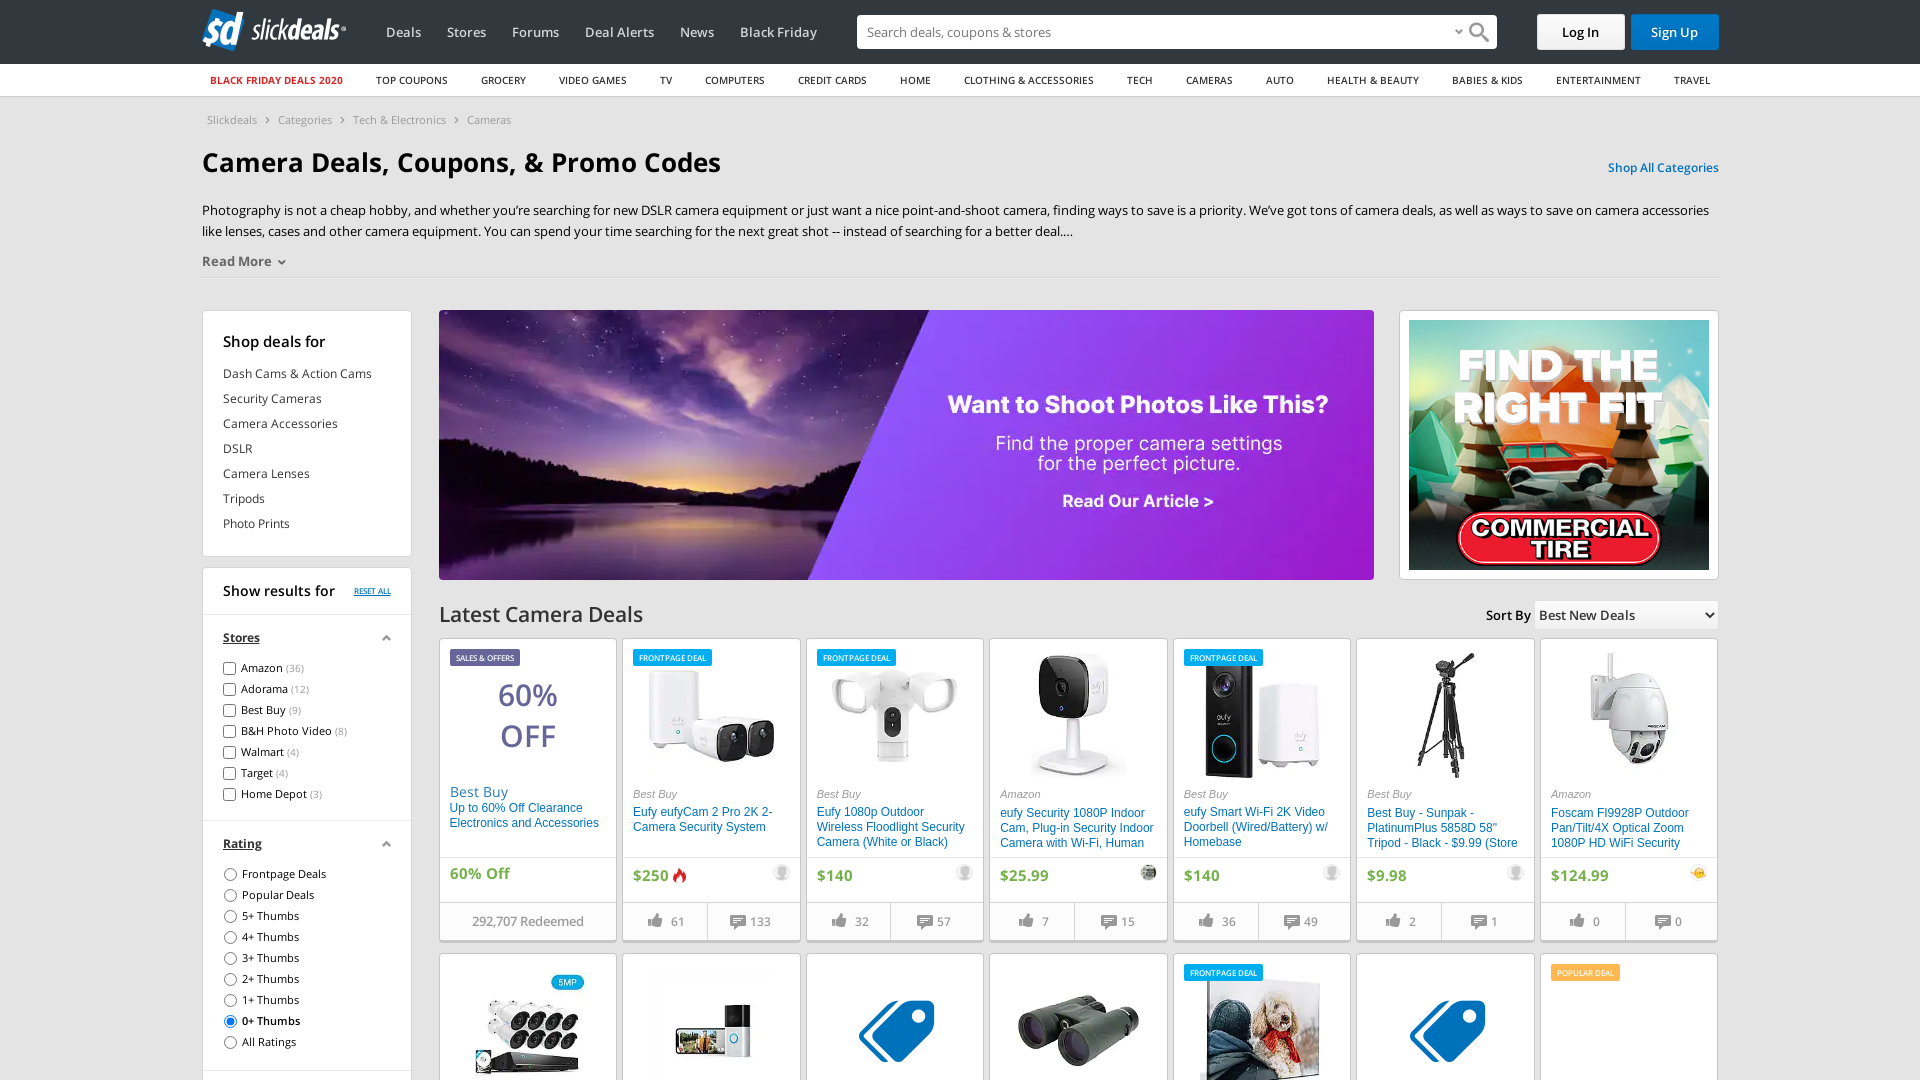 sd slickdeals
Deals Stores Forums Deal Alerts News Black Friday
Search deals, coupons & stores
Log In Sign Up
BLACK FRIDAY DEALS 2020 TOP COUPONS GROCERY VIDEO GAMES TV COMPUTERS CREDIT CARDS HOME CLOTHING & ACCESSORIES TECH CAMERAS AUTO HEALTH & BEAUTY BABIES & KIDS ENTERTAINMENT TRAVEL
Slickdeals > Categories > Tech & Electronics > Cameras
Camera Deals, Coupons, & Promo Codes
Shop All Categories
Photography is not a cheap hobby, and whether you’re searching for new DSLR camera equipment or just want a nice point-and-shoot camera, finding ways to save is a priority. We’ve got tons of camera deals, as well as ways to save on camera accessories
like lenses, cases and other camera equipment. You can spend your time searching for the next great shot -- instead of searching for a better deal....
Read More
Shop deals for
Dash Cams & Action Cams
Security Cameras
Camera Accessories
DSLR
Camera Lenses
Tripods
Photo Prints
Want to Shoot Photos Like This?
Find the proper camera settings
for the perfect picture.
Read Our Article >
FIND THE
RIGHT FIT
COMMERCIAL
TIRE
Show results for RESET ALL
Stores
Amazon (36)
Adorama (12)
Best Buy (9)
B&H Photo Video (8)
Walmart (4)
Target (4)
Home Depot (3)
Rating
Frontpage Deals
Popular Deals
5+ Thumbs
4+ Thumbs
3+ Thumbs
2+ Thumbs
1+ Thumbs
0+ Thumbs
All Ratings
Latest Camera Deals
Sort By Best New Deals
SALES & OFFERS
60%
OFF
Best Buy
Up to 60% Off Clearance
Electronics and Accessories
60% Off
292,707 Redeemed
FRONTPAGE DEAL
Best Buy
Eufy eufyCam 2 Pro 2K 2-
Camera Security System
$250
61 133
FRONTPAGE DEAL
Best Buy
Eufy 1080p Outdoor
Wireless Floodlight Security
Camera (White or Black)
$140
32 57
Amazon
eufy Security 1080P Indoor
Cam, Plug-in Security Indoor
Camera with Wi-Fi, Human
$25.99
7 15
FRONTPAGE DEAL
eufy
Best Buy
eufy Smart Wi-Fi 2K Video
Doorbell (Wired/Battery) w/
Homebase
$140
36 49
Best Buy
Best Buy - Sunpak -
PlatinumPlus 5858D 58"
Tripod - Black - $9.99 (Store
$9.98
2 1
FOSCAM
Amazon
Foscam FI9928P Outdoor
Pan/Tilt/4X Optical Zoom
1080P HD WiFi Security
$124.99
0 0
5MP
FRONTPAGE DEAL
POPULAR DEAL